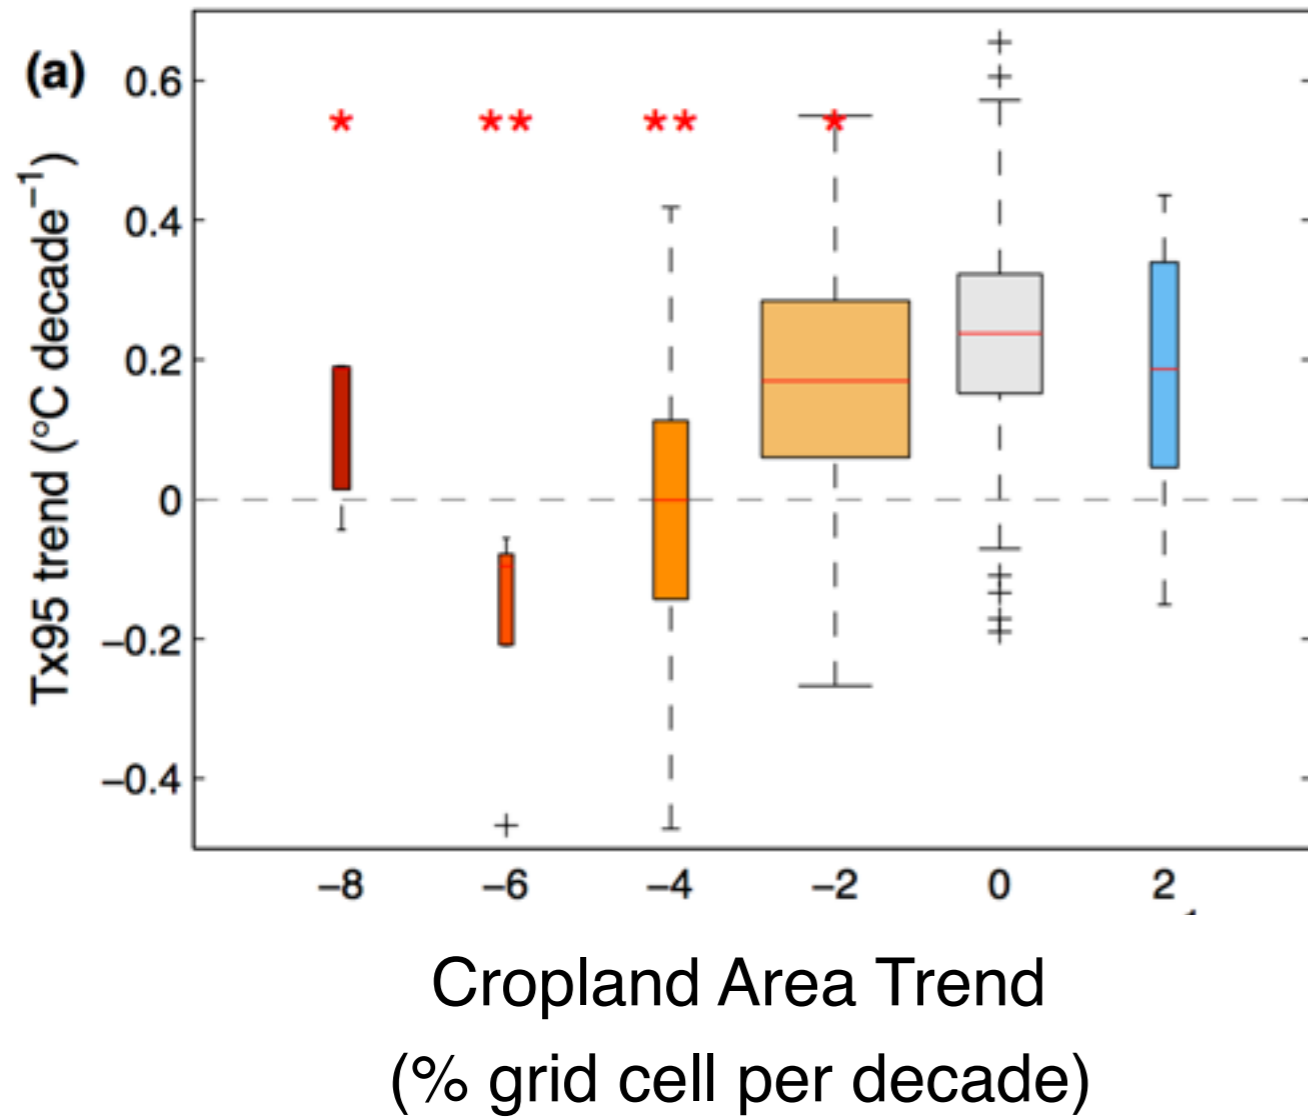 (a)
Tx95 trend (°C decade⁻¹)
0.6
0.4
0.2
0
−0.2
−0.4
* ** ** *
−8 −6 −4 −2 0 2
Cropland Area Trend
(% grid cell per decade)